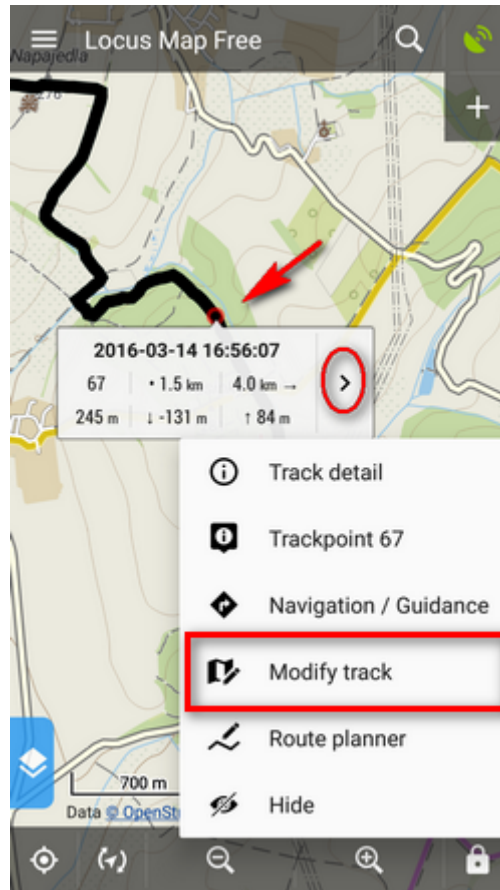 Locus Map Free
Napajedla
276
2016-03-14 16:56:07
67 • 1.5 km 4.0 km →
245 m ↓ -131 m ↑ 84 m
Track detail
Trackpoint 67
Navigation / Guidance
Modify track
Route planner
Hide
700 m
Data © OpenSt